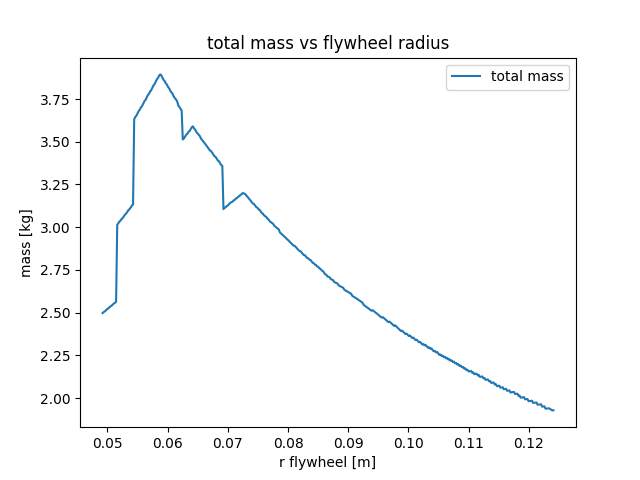 total mass vs flywheel radius
total mass
3.75
3.50
3.25
3.00
2.75
2.50
2.25
2.00
mass [kg]
0.05 0.06 0.07 0.08 0.09 0.10 0.11 0.12
r flywheel [m]